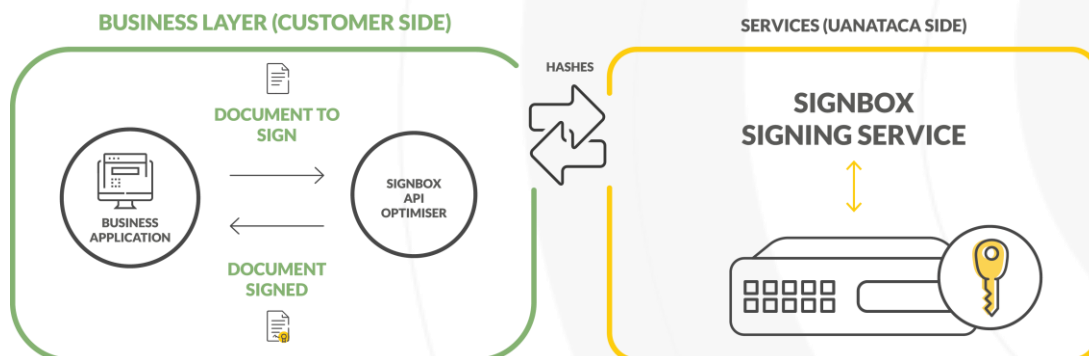 BUSINESS LAYER (CUSTOMER SIDE)
SERVICES (UANATACA SIDE)
HASHES
DOCUMENT TO
SIGN
BUSINESS
APPLICATION
SIGNBOX
API
OPTIMISER
DOCUMENT
SIGNED
SIGNBOX
SIGNING SERVICE